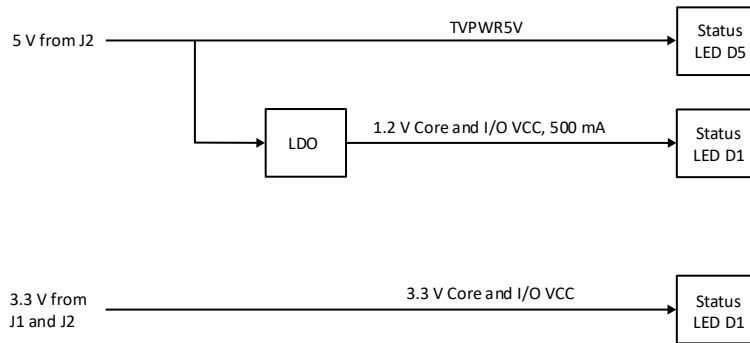 5 V from J2
TVPWR5V
Status
LED D5
LDO
1.2 V Core and I/O VCC, 500 mA
Status
LED D1
3.3 V from
J1 and J2
3.3 V Core and I/O VCC
Status
LED D1